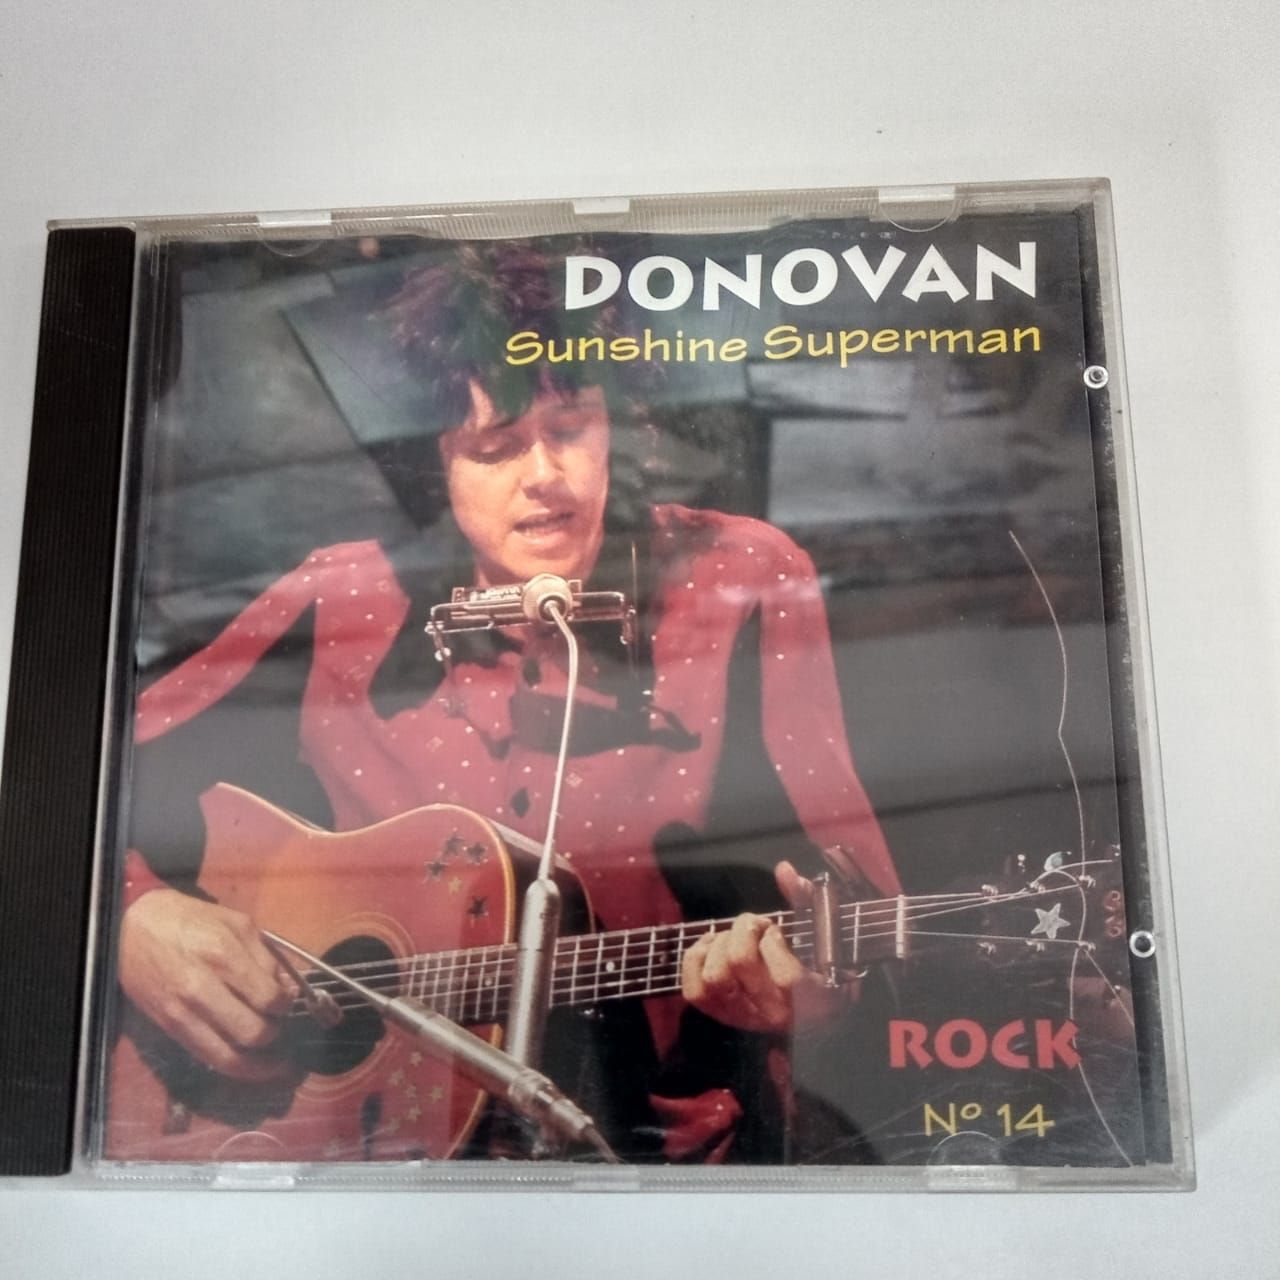 DONOVAN
Sunshine Superman
ROCK
Nº 14